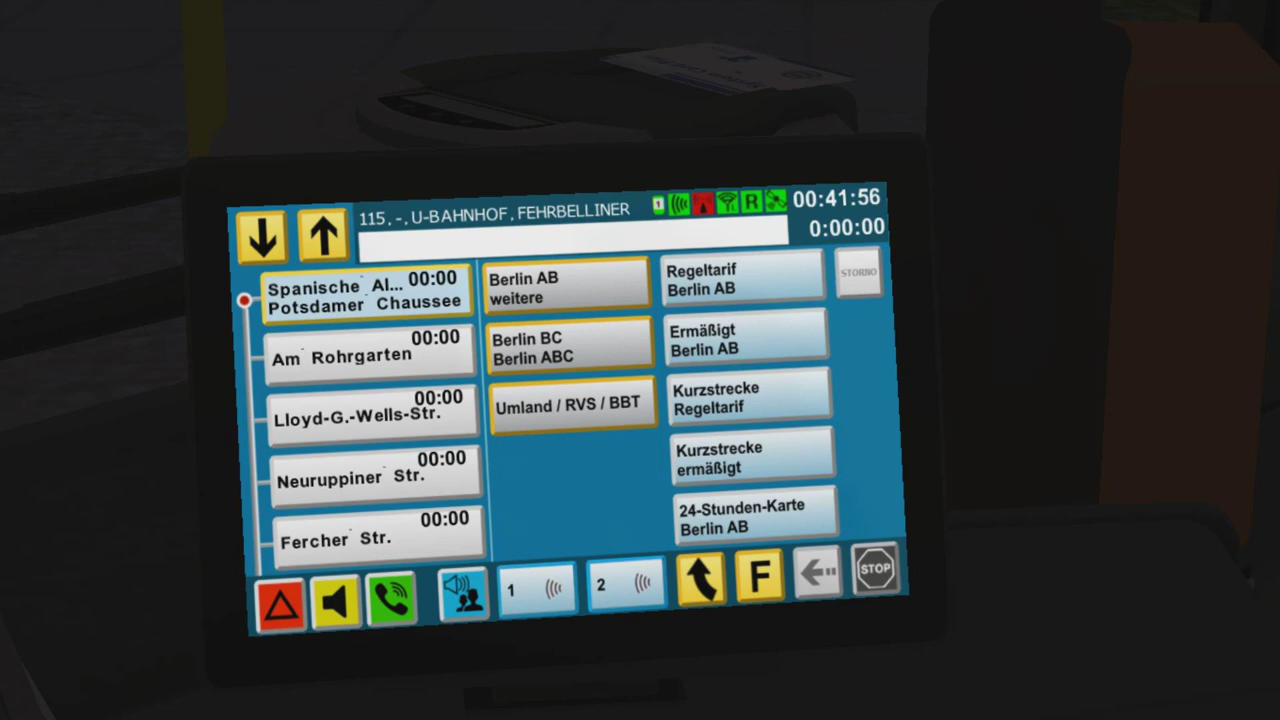 115,-,U-BAHNHOF,FEHRBELLINER
1
R
00:41:56
0:00:00
Spanische Al... 00:00
Potsdamer Chaussee
00:00
Am Rohrgarten
00:00
Lloyd-G.-Wells-Str.
00:00
Neuruppiner Str.
00:00
Fercher Str.
Berlin AB
weitere
Berlin BC
Berlin ABC
Umland / RVS / BBT
Regeltarif
Berlin AB
Ermäßigt
Berlin AB
Kurzstrecke
Regeltarif
Kurzstrecke
ermäßigt
24-Stunden-Karte
Berlin AB
STORNO
1
2
F
STOP